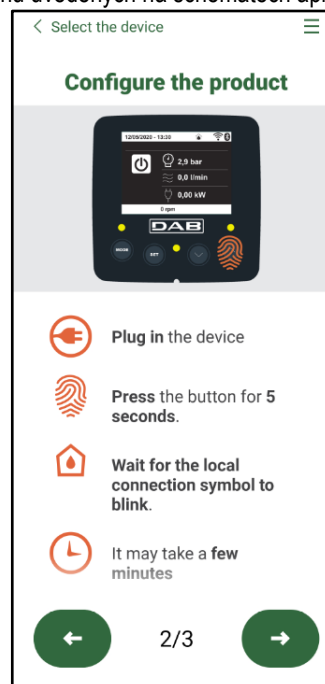 < Select the device
Configure the product
12/05/2020 - 13:30
2,9 bar
0,0 l/min
0,00 kW
0 rpm
DAB
MODE
SET
Plug in the device
Press the button for 5
seconds.
Wait for the local
connection symbol to
blink.
It may take a few
minutes
2/3